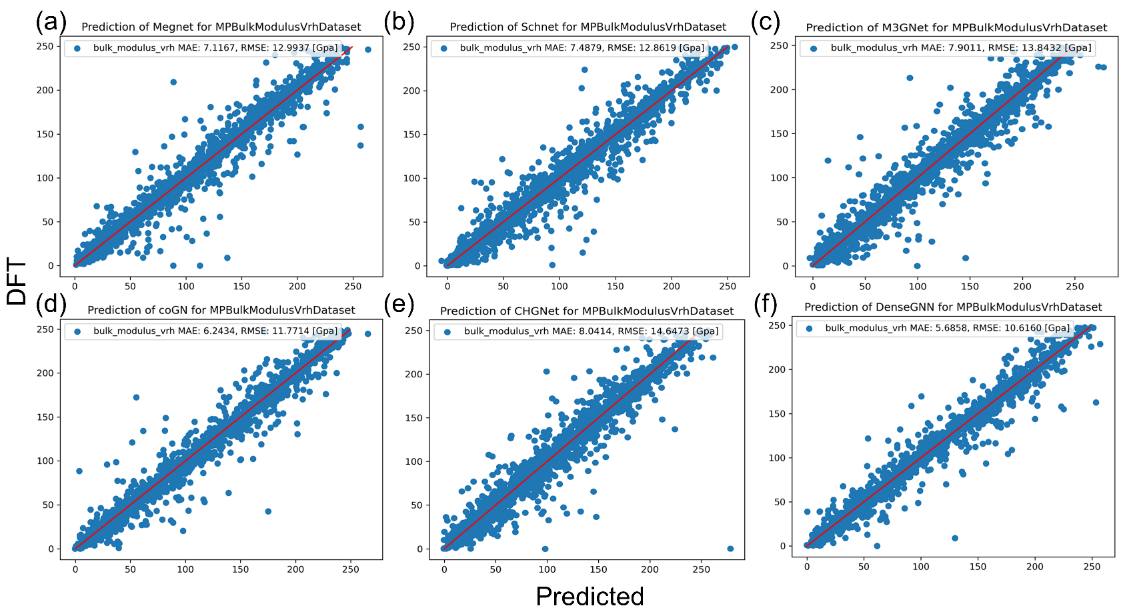 (a)
Prediction of Megnet for MPBulkModulusVrhDataset
bulk_modulus_vrh MAE: 7.1167, RMSE: 12.9937 [Gpa]
250
200
150
100
50
0
0 50 100 150 200 250
(b)
Prediction of Schnet for MPBulkModulusVrhDataset
bulk_modulus_vrh MAE: 7.4879, RMSE: 12.8619 [Gpa]
250
200
150
100
50
0
0 50 100 150 200 250
(c)
Prediction of M3GNet for MPBulkModulusVrhDataset
bulk_modulus_vrh MAE: 7.9011, RMSE: 13.8432 [Gpa]
250
200
150
100
50
0
0 50 100 150 200 250
DFT
(d)
Prediction of coGN for MPBulkModulusVrhDataset
bulk_modulus_vrh MAE: 6.2434, RMSE: 11.7714 [Gpa]
250
200
150
100
50
0
0 50 100 150 200 250
(e)
Prediction of CHGNet for MPBulkModulusVrhDataset
bulk_modulus_vrh MAE: 8.0414, RMSE: 14.6473 [Gpa]
250
200
150
100
50
0
0 50 100 150 200 250
(f)
Prediction of DenseGNN for MPBulkModulusVrhDataset
bulk_modulus_vrh MAE: 5.6858, RMSE: 10.6160 [Gpa]
250
200
150
100
50
0
0 50 100 150 200 250
Predicted